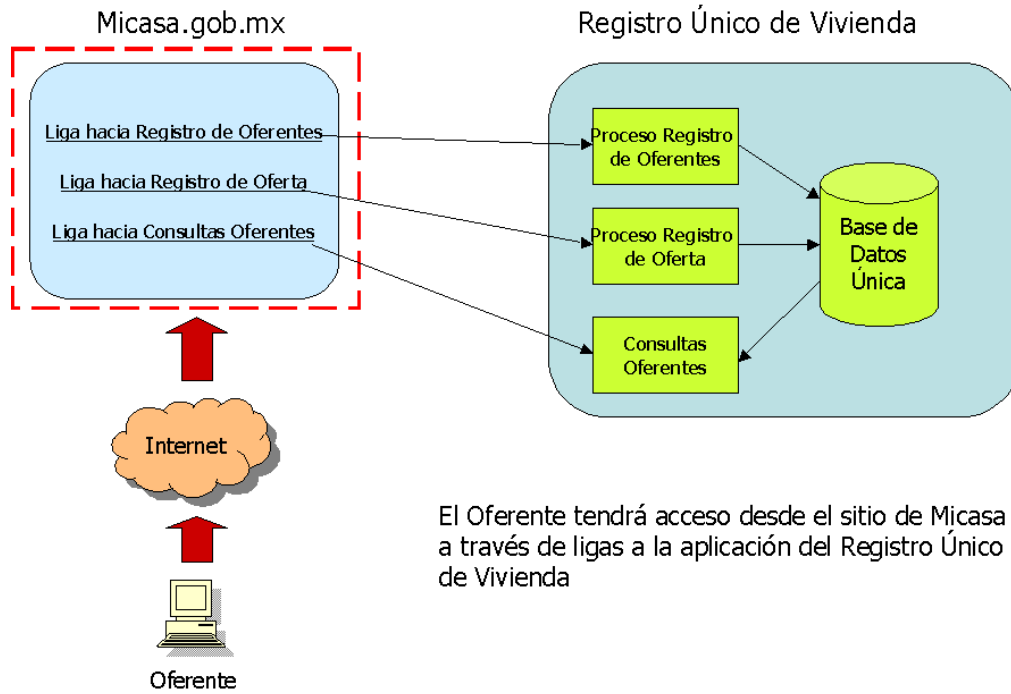 Micasa.gob.mx
Registro Único de Vivienda
Liga hacia Registro de Oferentes
Liga hacia Registro de Oferta
Liga hacia Consultas Oferentes
Proceso Registro
de Oferentes
Proceso Registro
de Oferta
Consultas
Oferentes
Base de
Datos
Única
Internet
Oferente
El Oferente tendrá acceso desde el sitio de Micasa
a través de ligas a la aplicación del Registro Único
de Vivienda